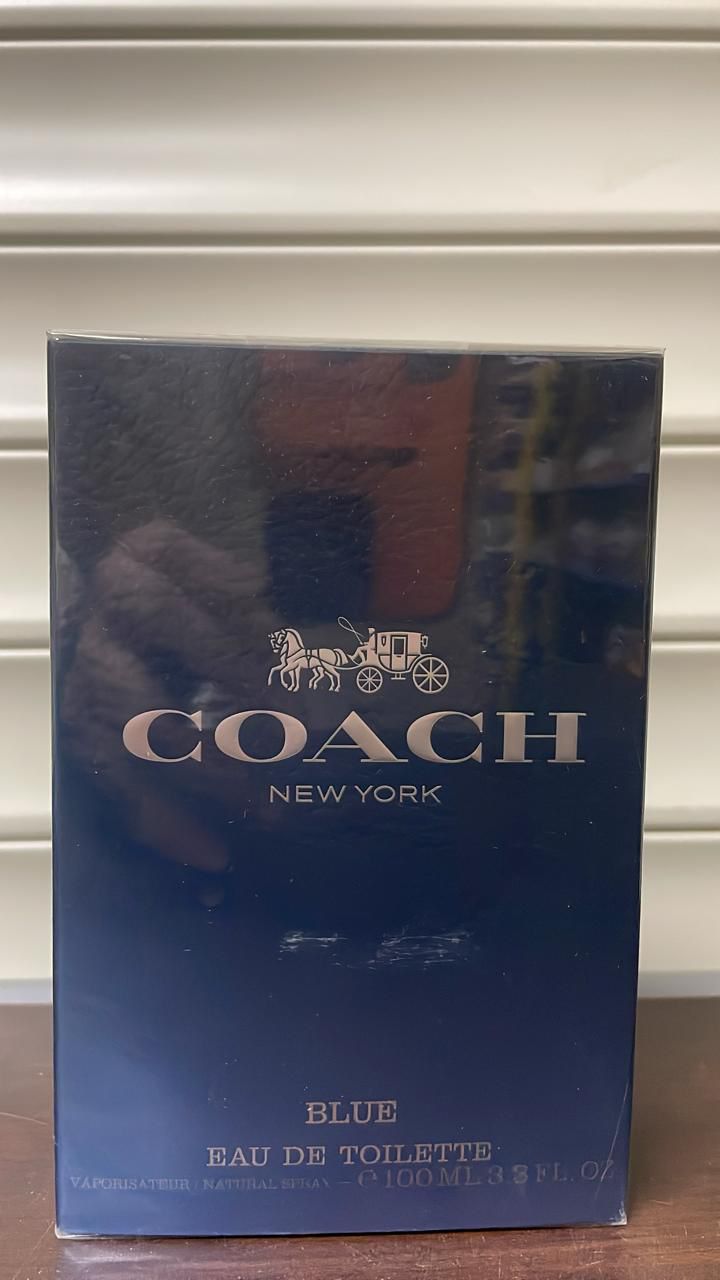 COACH
NEW YORK
BLUE
EAU DE TOILETTE
VAPORISATEUR / NATURAL SPRAY – ℮ 100 ML 3.3 FL. OZ